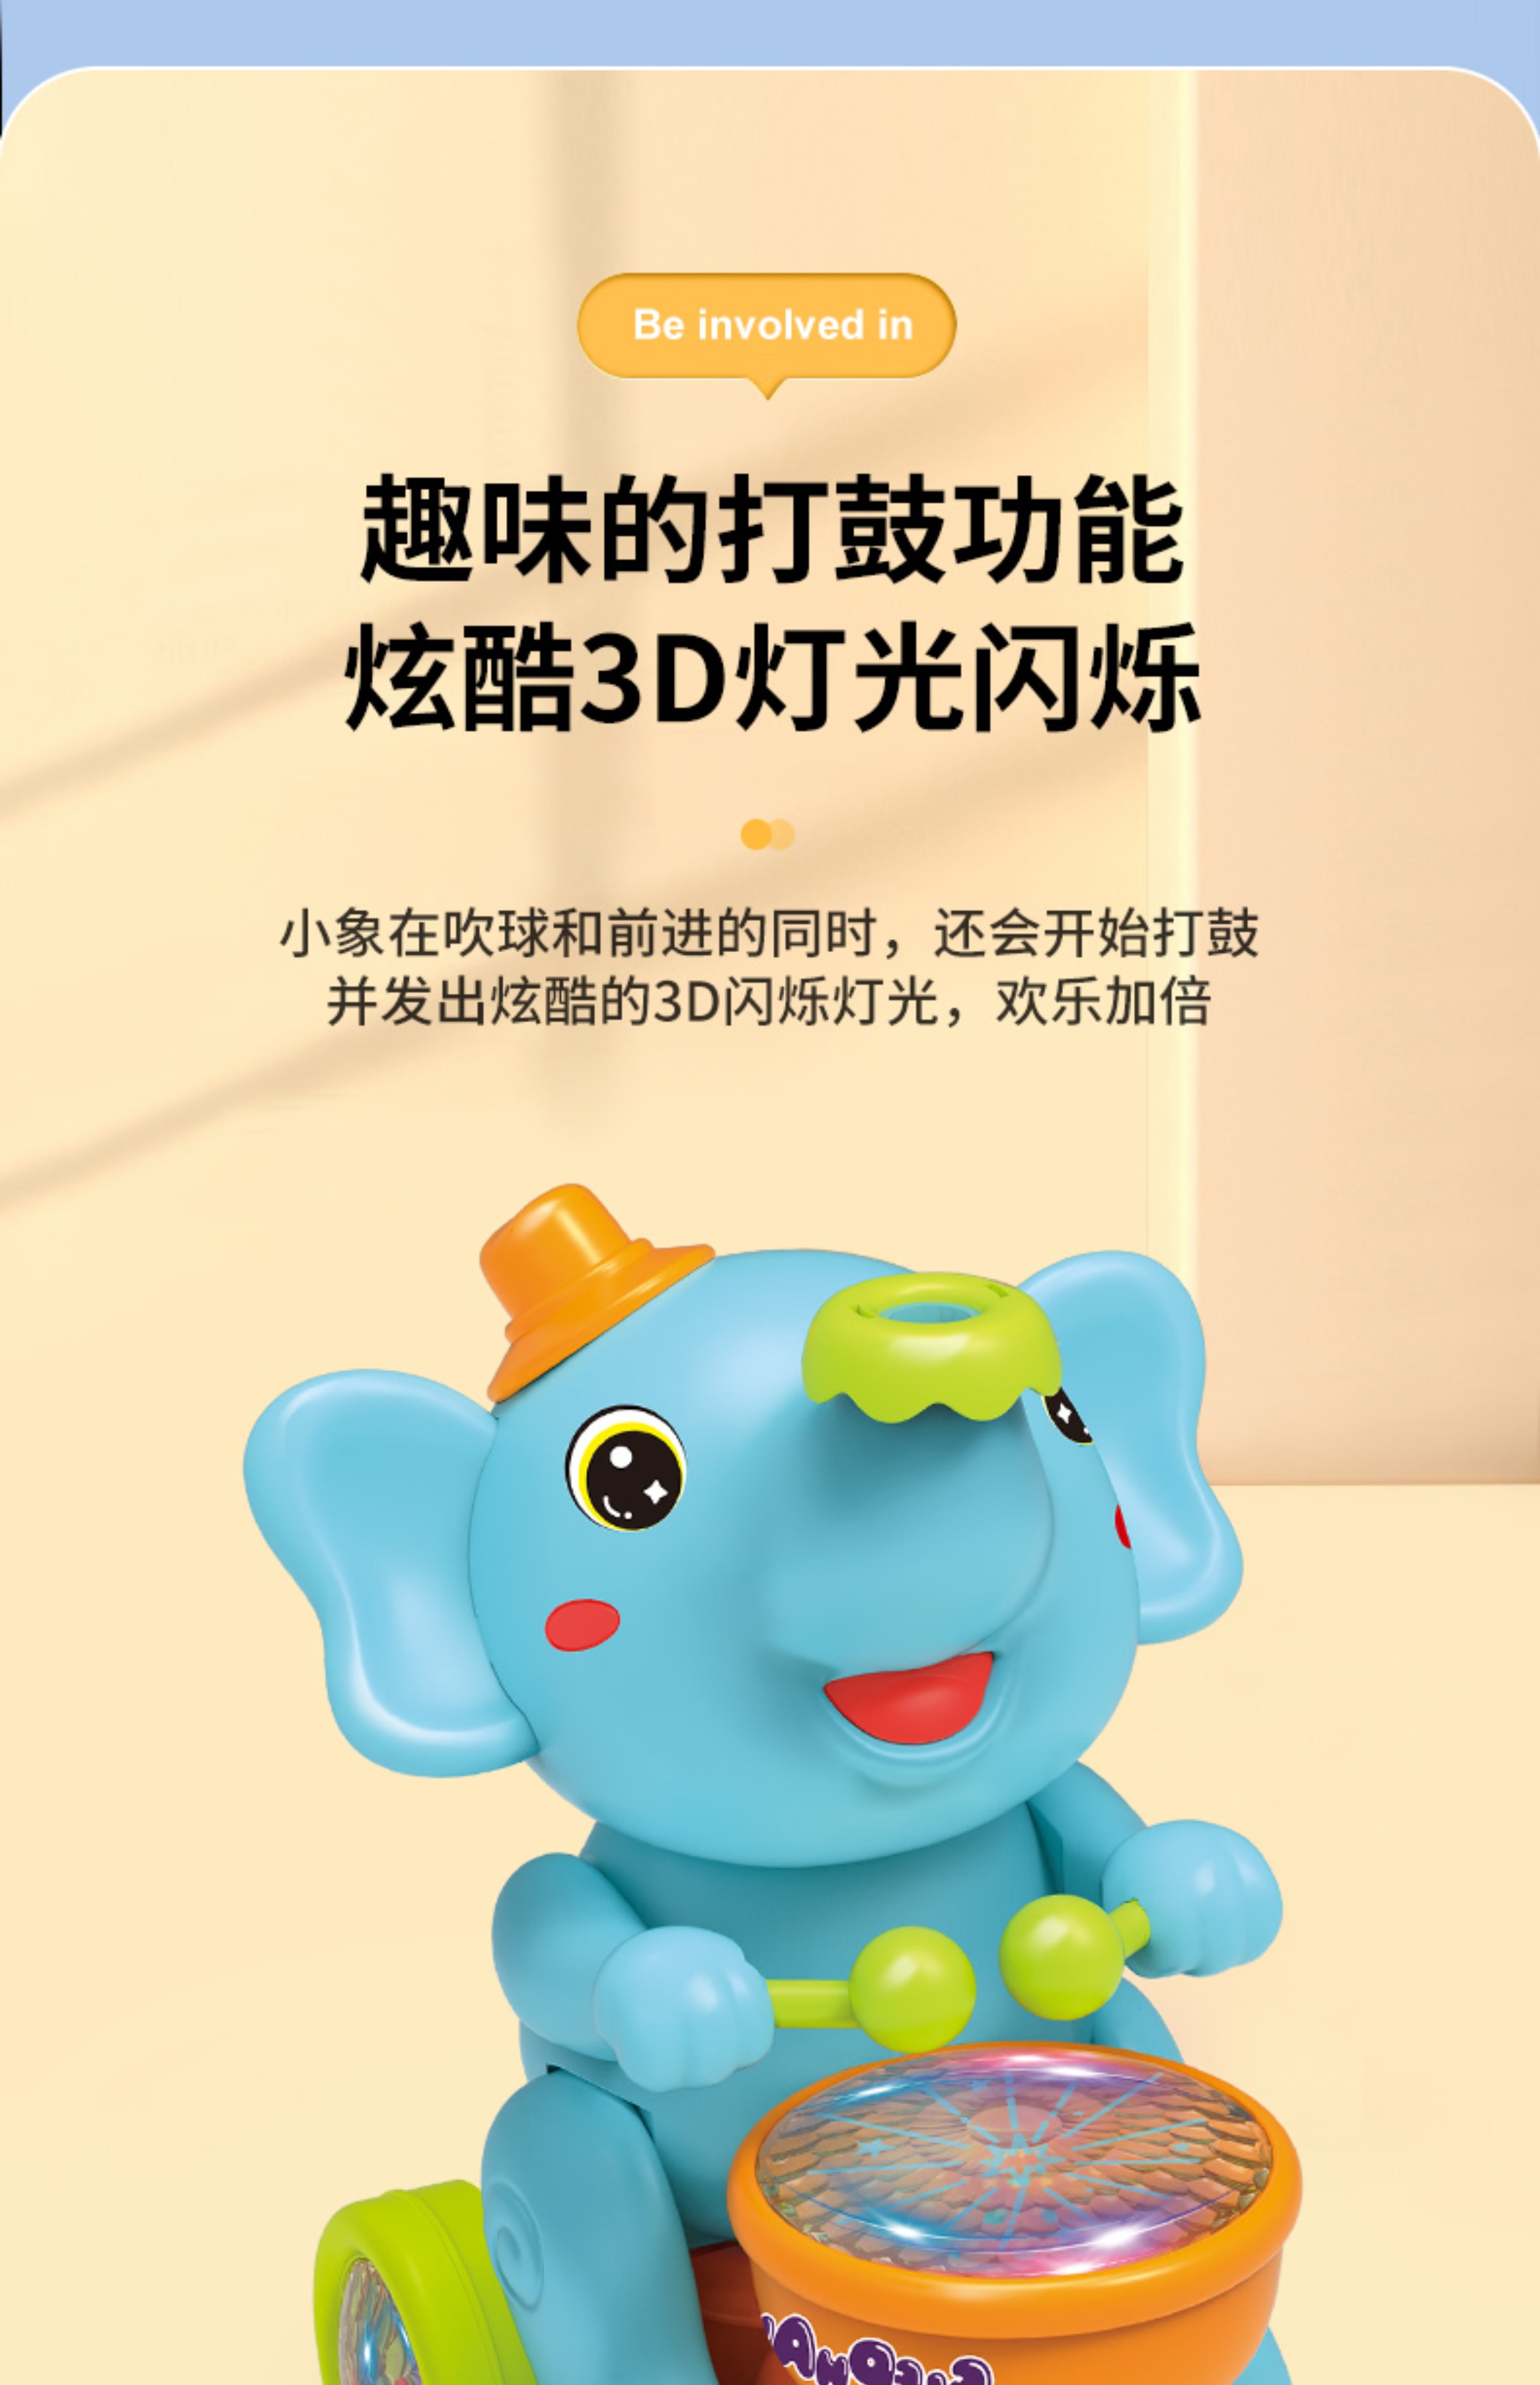 Be involved in
趣味的打鼓功能
炫酷3D灯光闪烁
小象在吹球和前进的同时，还会开始打鼓
并发出炫酷的3D闪烁灯光，欢乐加倍